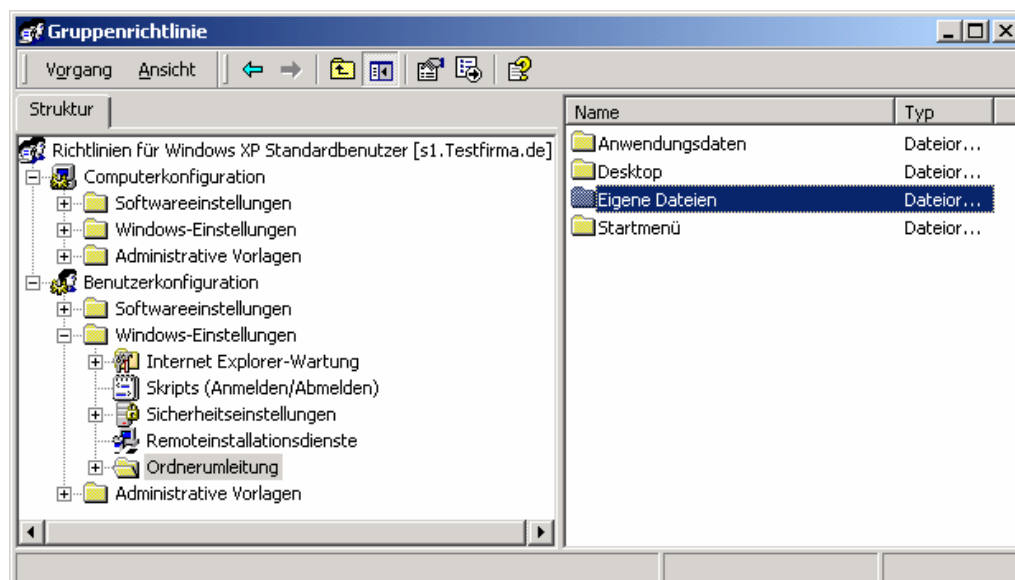 Gruppenrichtlinie
Vorgang Ansicht
Struktur
Richtlinien für Windows XP Standardbenutzer [s1.Testfirma.de]
Computerkonfiguration
Softwareeinstellungen
Windows-Einstellungen
Administrative Vorlagen
Benutzerkonfiguration
Softwareeinstellungen
Windows-Einstellungen
Internet Explorer-Wartung
Skripts (Anmelden/Abmelden)
Sicherheitseinstellungen
Remoteinstallationsdienste
Ordnerumleitung
Administrative Vorlagen
Name Typ
Anwendungsdaten Dateior...
Desktop Dateior...
Eigene Dateien Dateior...
Startmenü Dateior...